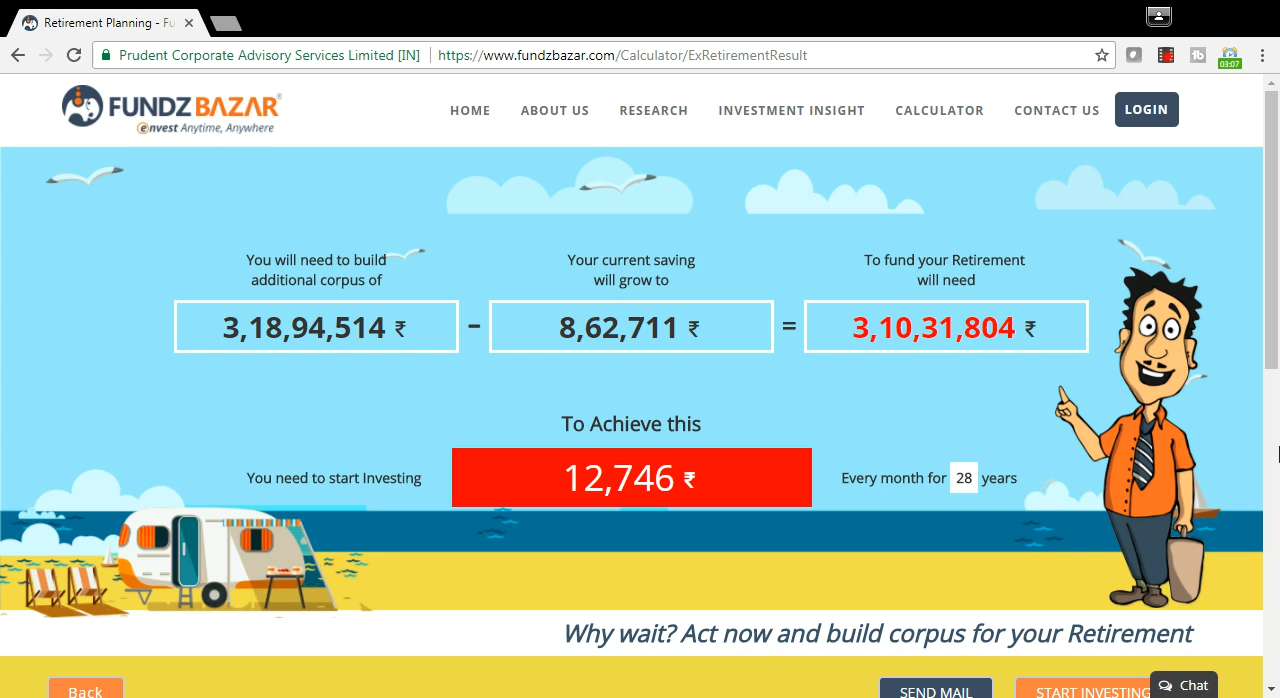 Retirement Planning - Fu
Prudent Corporate Advisory Services Limited [IN] https://www.fundzbazar.com/Calculator/ExRetirementResult
03:07
FUNDZBAZAR®
@nvest Anytime, Anywhere
HOME ABOUT US RESEARCH INVESTMENT INSIGHT CALCULATOR CONTACT US LOGIN
You will need to build
additional corpus of
Your current saving
will grow to
To fund your Retirement
will need
3,18,94,514 ₹ - 8,62,711 ₹ = 3,10,31,804 ₹
To Achieve this
You need to start Investing 12,746 ₹ Every month for 28 years
Why wait? Act now and build corpus for your Retirement
Back SEND MAIL START INVESTING Chat